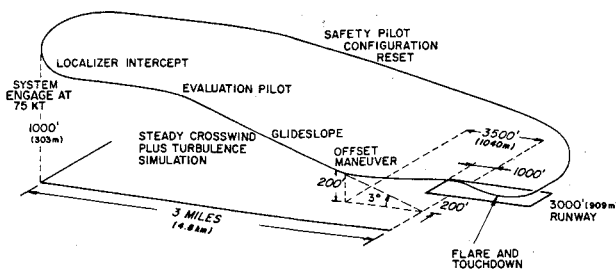 SAFETY PILOT
CONFIGURATION
RESET
LOCALIZER INTERCEPT
SYSTEM
ENGAGE AT
75 KT
EVALUATION PILOT
1000'
(303m)
STEADY CROSSWIND
PLUS TURBULENCE
SIMULATION
GLIDESLOPE
OFFSET
MANEUVER
3500'
(1040m)
1000'
200'
3°
200'
3000' (909m)
RUNWAY
3 MILES
(4.8km)
FLARE AND
TOUCHDOWN